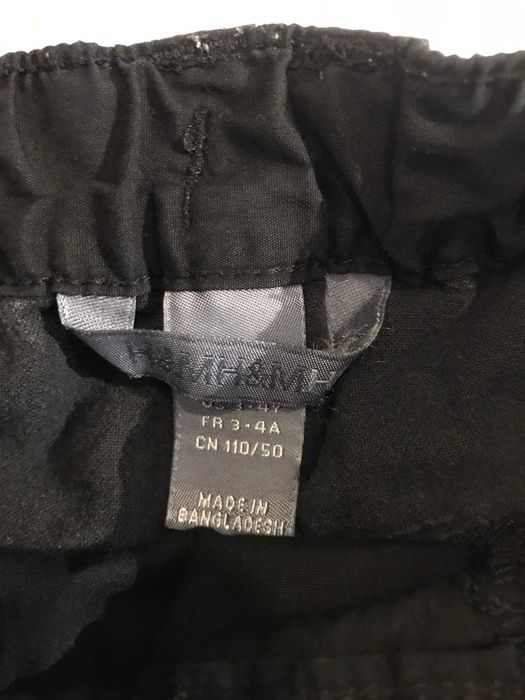 H&MH&MH
FR 3-4A
CN 110/50
MADE IN
BANGLADESH